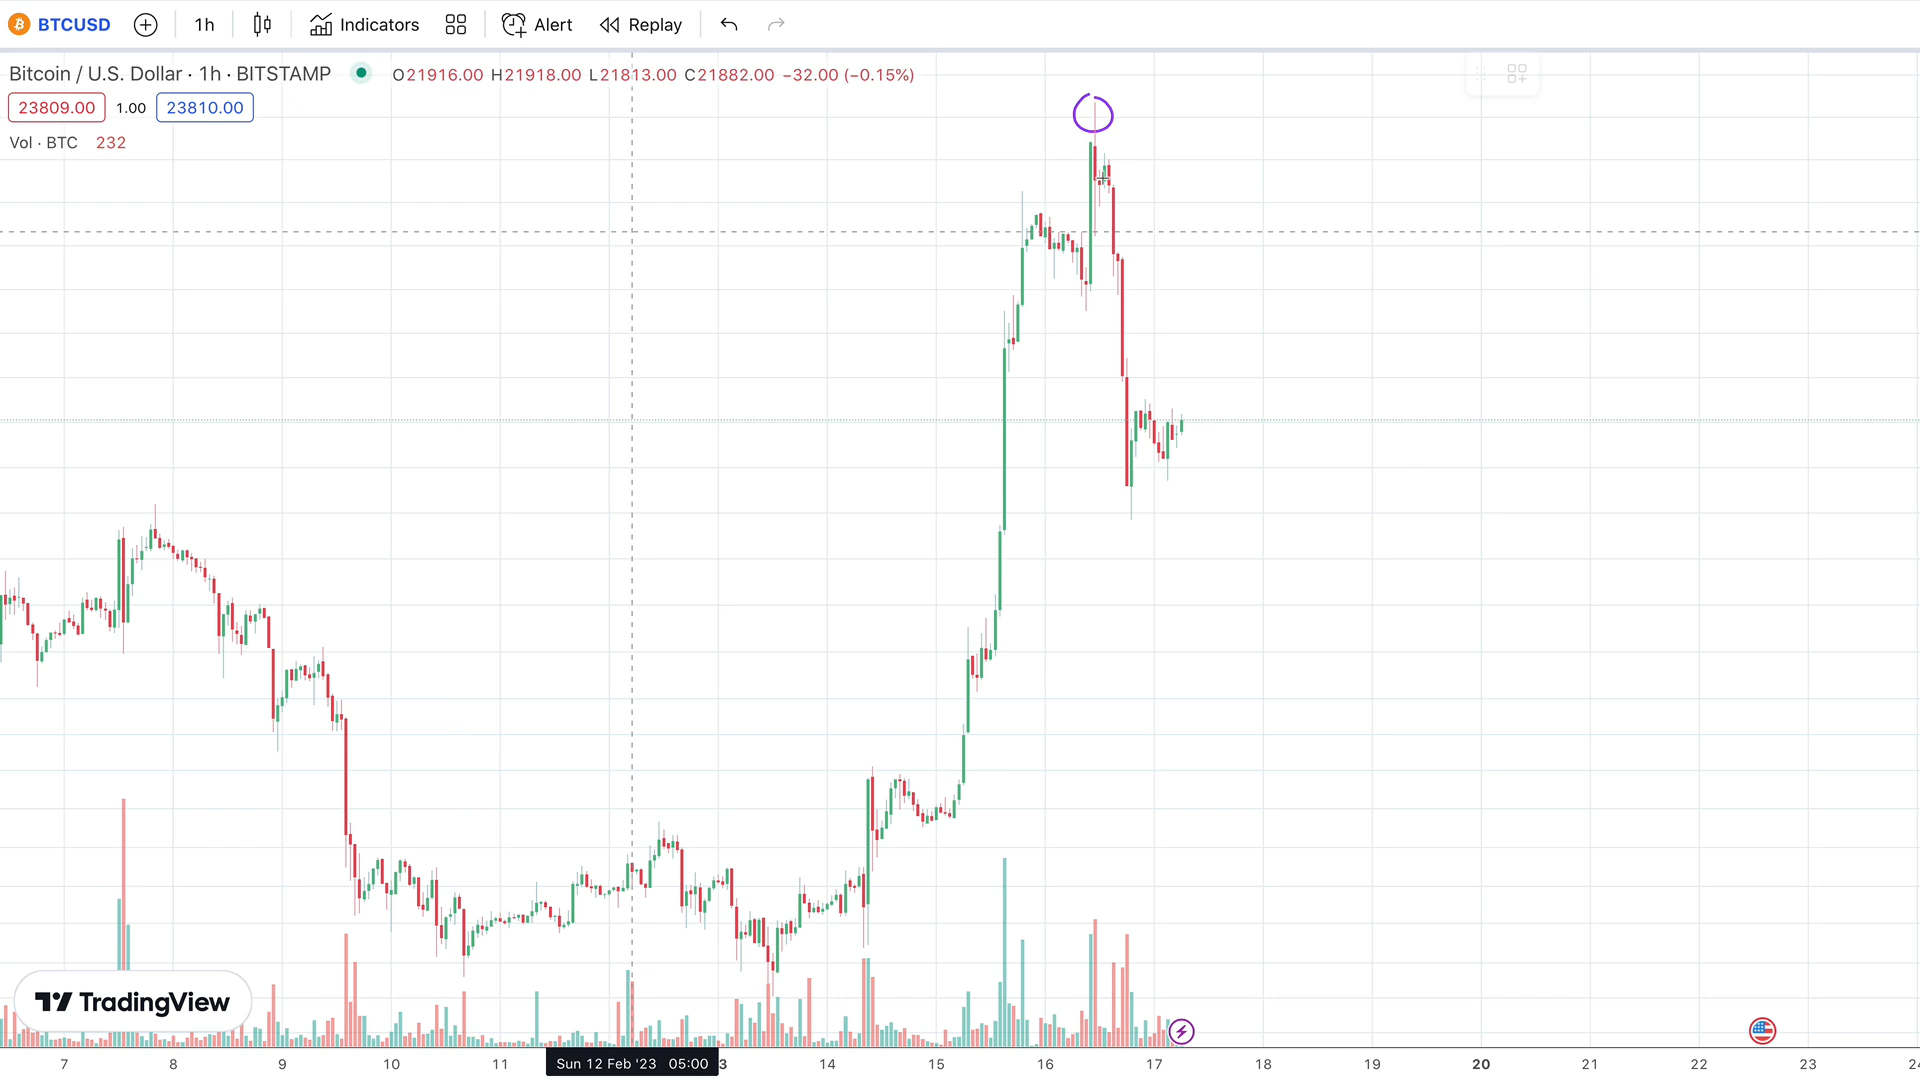 BTCUSD 1h Indicators Alert Replay
Bitcoin / U.S. Dollar · 1h · BITSTAMP O21916.00 H21918.00 L21813.00 C21882.00 −32.00 (−0.15%)
23809.00 1.00 23810.00
Vol · BTC 232
TradingView
7 8 9 10 11 Sun 12 Feb '23 05:00 3 14 15 16 17 18 19 20 21 22 23 24